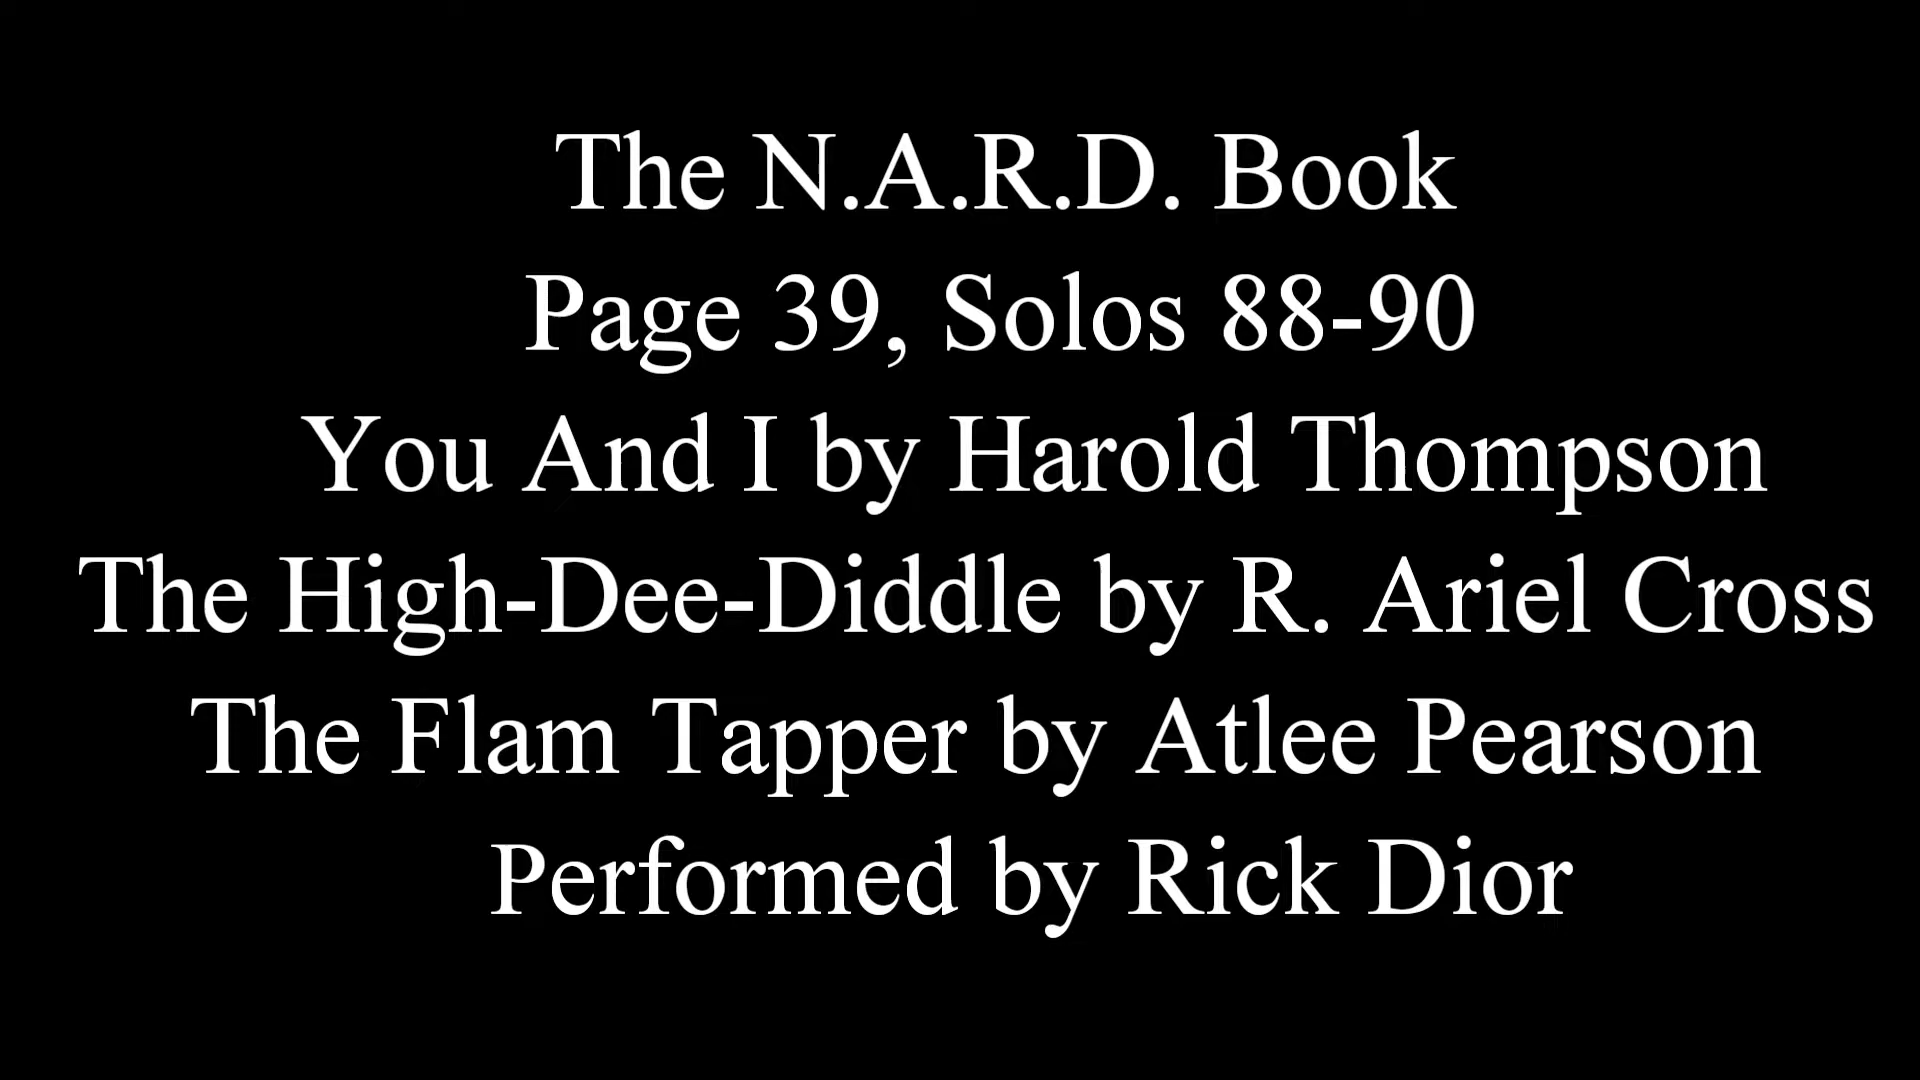 The N.A.R.D. Book
Page 39, Solos 88-90
You And I by Harold Thompson
The High-Dee-Diddle by R. Ariel Cross
The Flam Tapper by Atlee Pearson
Performed by Rick Dior